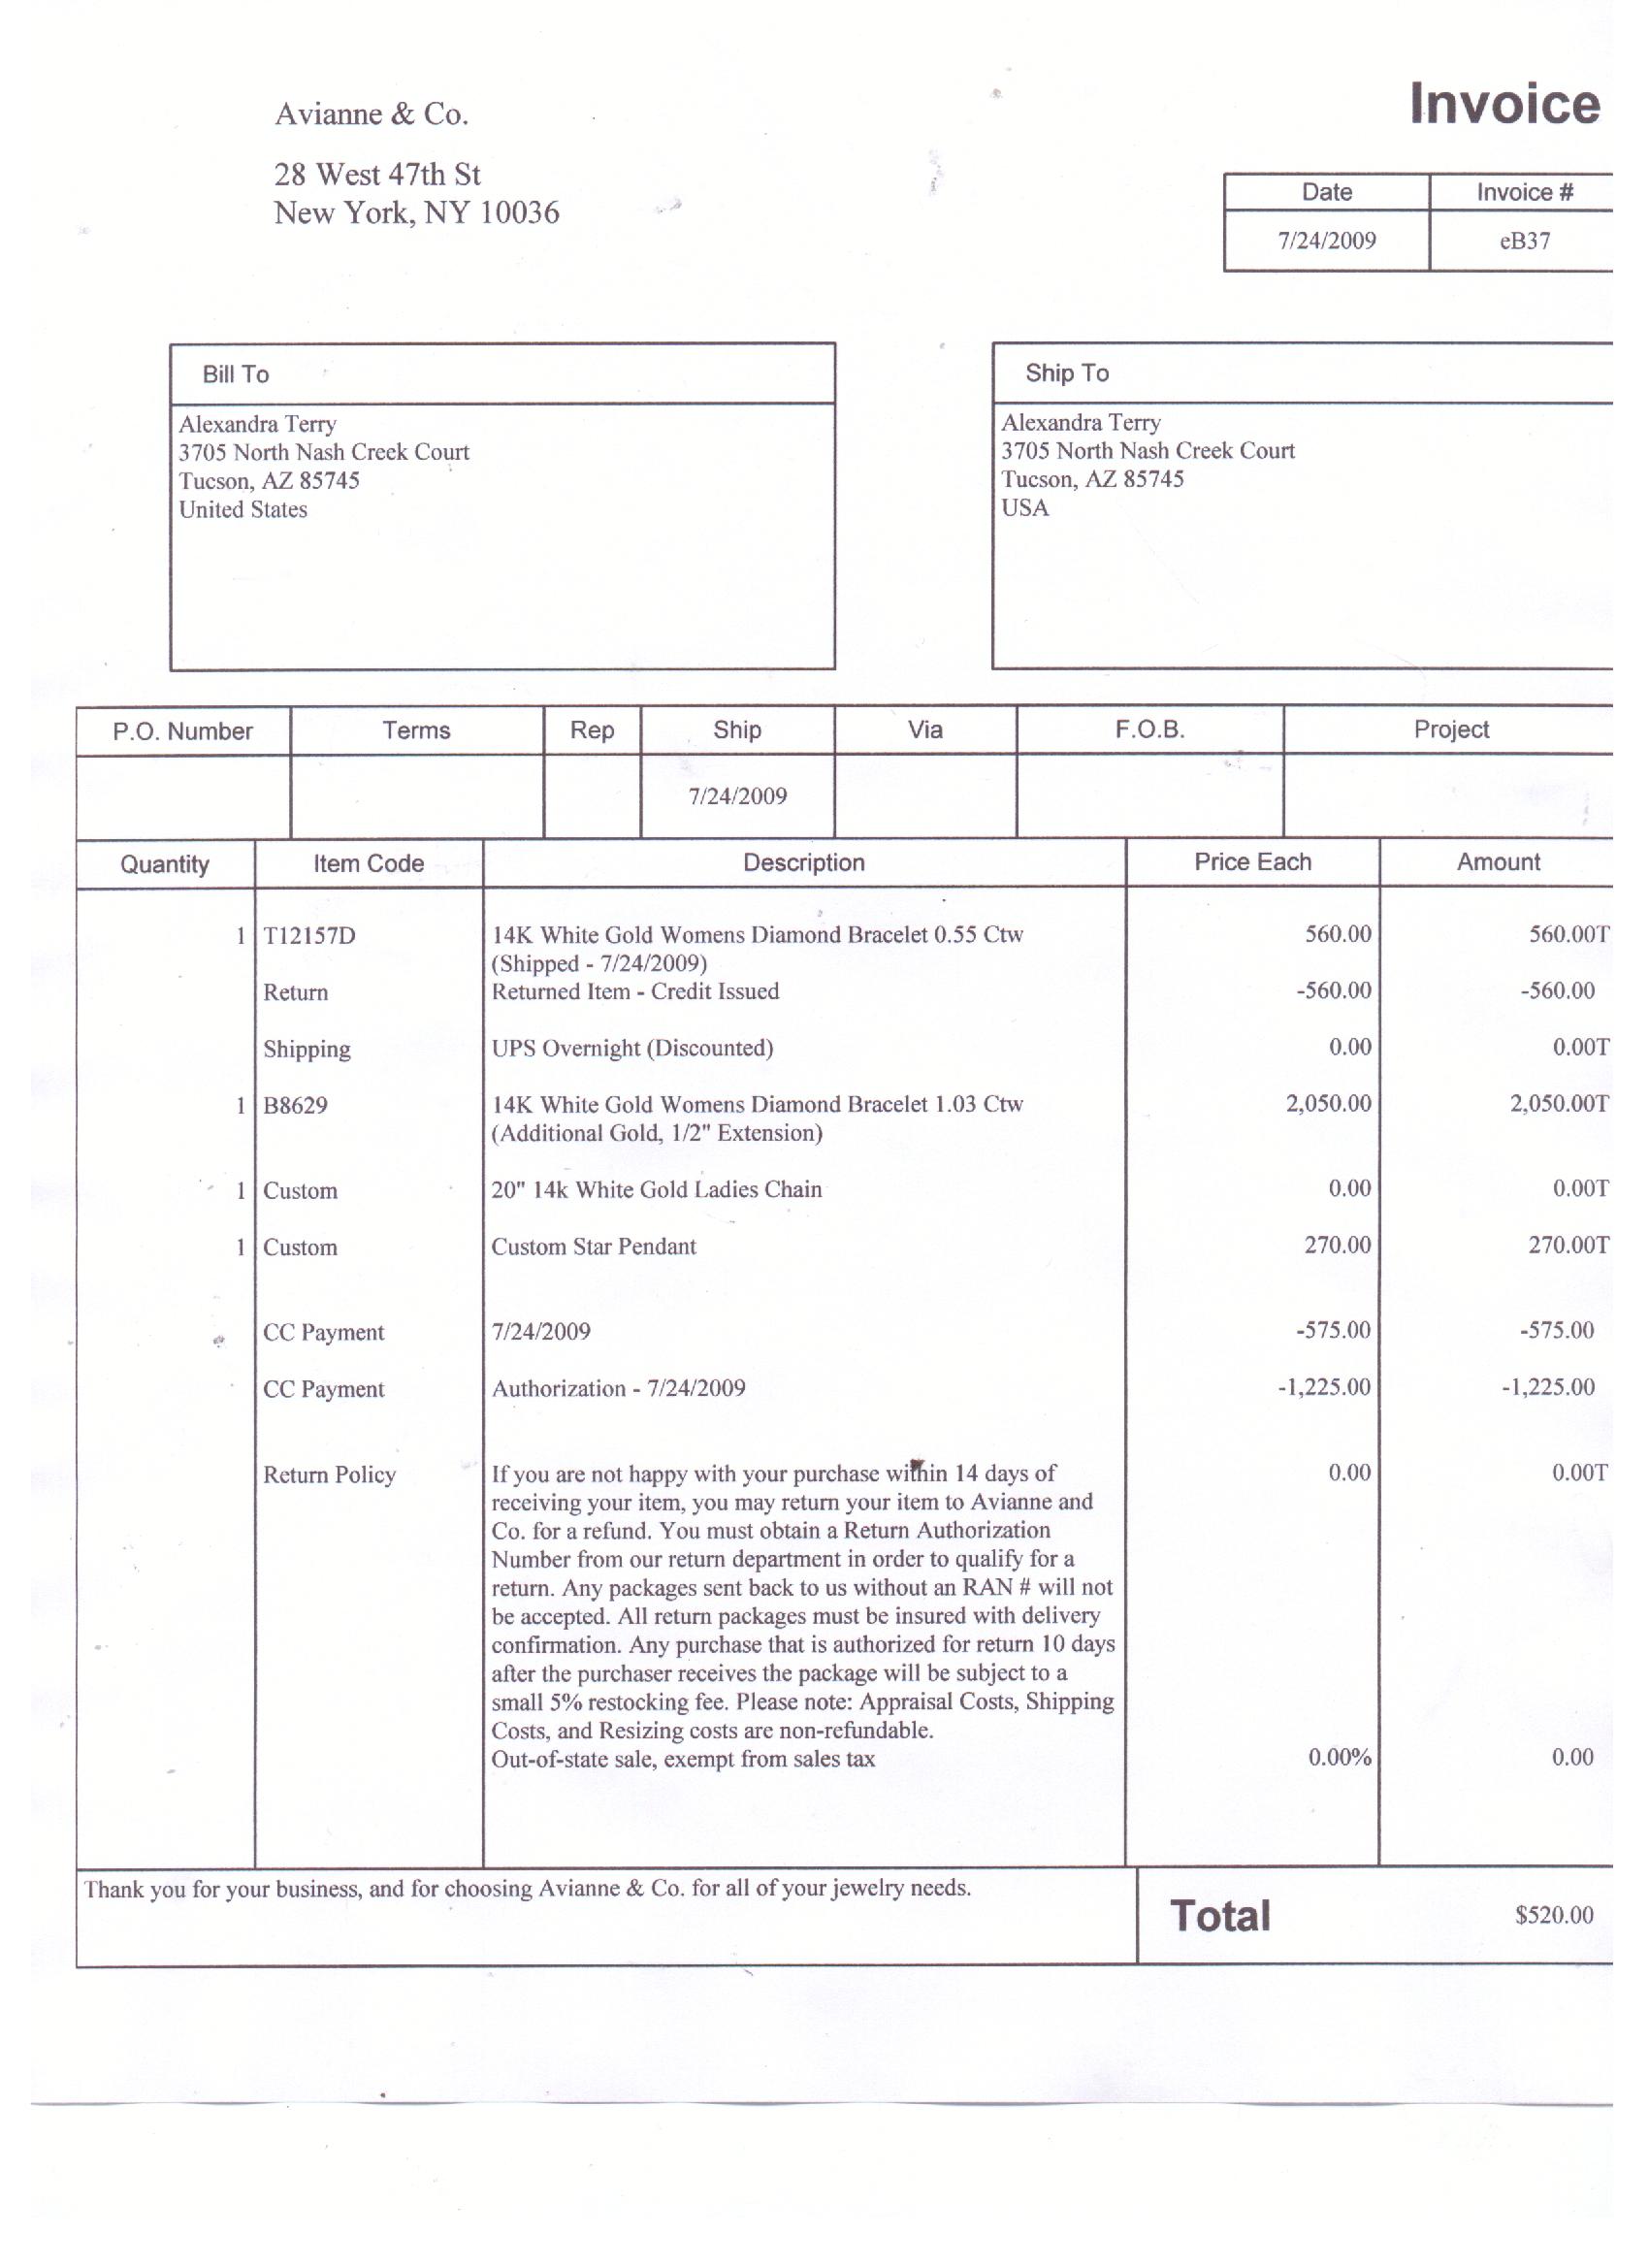 Invoice
Avianne & Co.
28 West 47th St
New York, NY 10036
Date Invoice #
7/24/2009 eB37
Bill To
Alexandra Terry
3705 North Nash Creek Court
Tucson, AZ 85745
United States
Ship To
Alexandra Terry
3705 North Nash Creek Court
Tucson, AZ 85745
USA
P.O. Number Terms Rep Ship Via F.O.B. Project
7/24/2009
Quantity Item Code Description Price Each Amount
1 T12157D 14K White Gold Womens Diamond Bracelet 0.55 Ctw 560.00 560.00T
(Shipped - 7/24/2009)
Return Returned Item - Credit Issued -560.00 -560.00
Shipping UPS Overnight (Discounted) 0.00 0.00T
1 B8629 14K White Gold Womens Diamond Bracelet 1.03 Ctw 2,050.00 2,050.00T
(Additional Gold, 1/2" Extension)
1 Custom 20" 14k White Gold Ladies Chain 0.00 0.00T
1 Custom Custom Star Pendant 270.00 270.00T
CC Payment 7/24/2009 -575.00 -575.00
CC Payment Authorization - 7/24/2009 -1,225.00 -1,225.00
Return Policy If you are not happy with your purchase within 14 days of 0.00 0.00T
receiving your item, you may return your item to Avianne and
Co. for a refund. You must obtain a Return Authorization
Number from our return department in order to qualify for a
return. Any packages sent back to us without an RAN # will not
be accepted. All return packages must be insured with delivery
confirmation. Any purchase that is authorized for return 10 days
after the purchaser receives the package will be subject to a
small 5% restocking fee. Please note: Appraisal Costs, Shipping
Costs, and Resizing costs are non-refundable.
Out-of-state sale, exempt from sales tax 0.00% 0.00
Thank you for your business, and for choosing Avianne & Co. for all of your jewelry needs.
Total $520.00